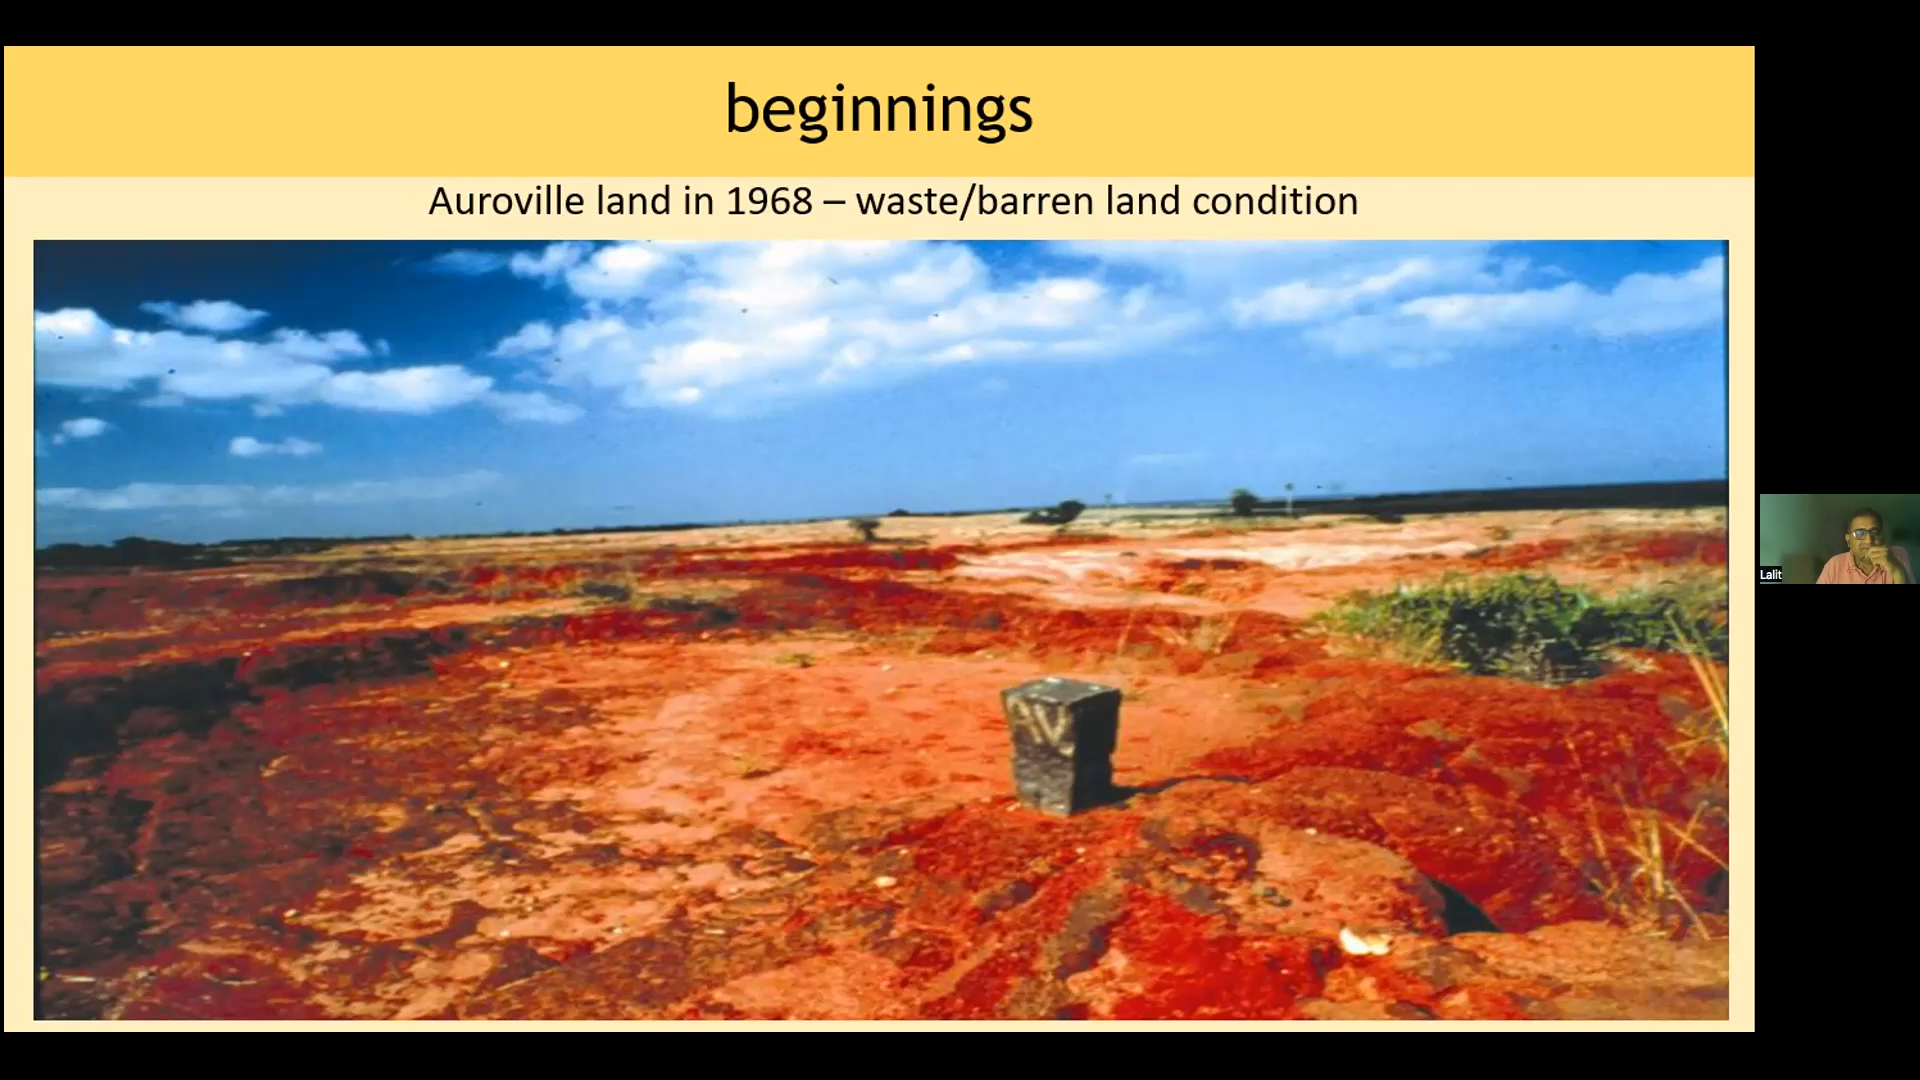 beginnings
Auroville land in 1968 – waste/barren land condition
AV
Lalit